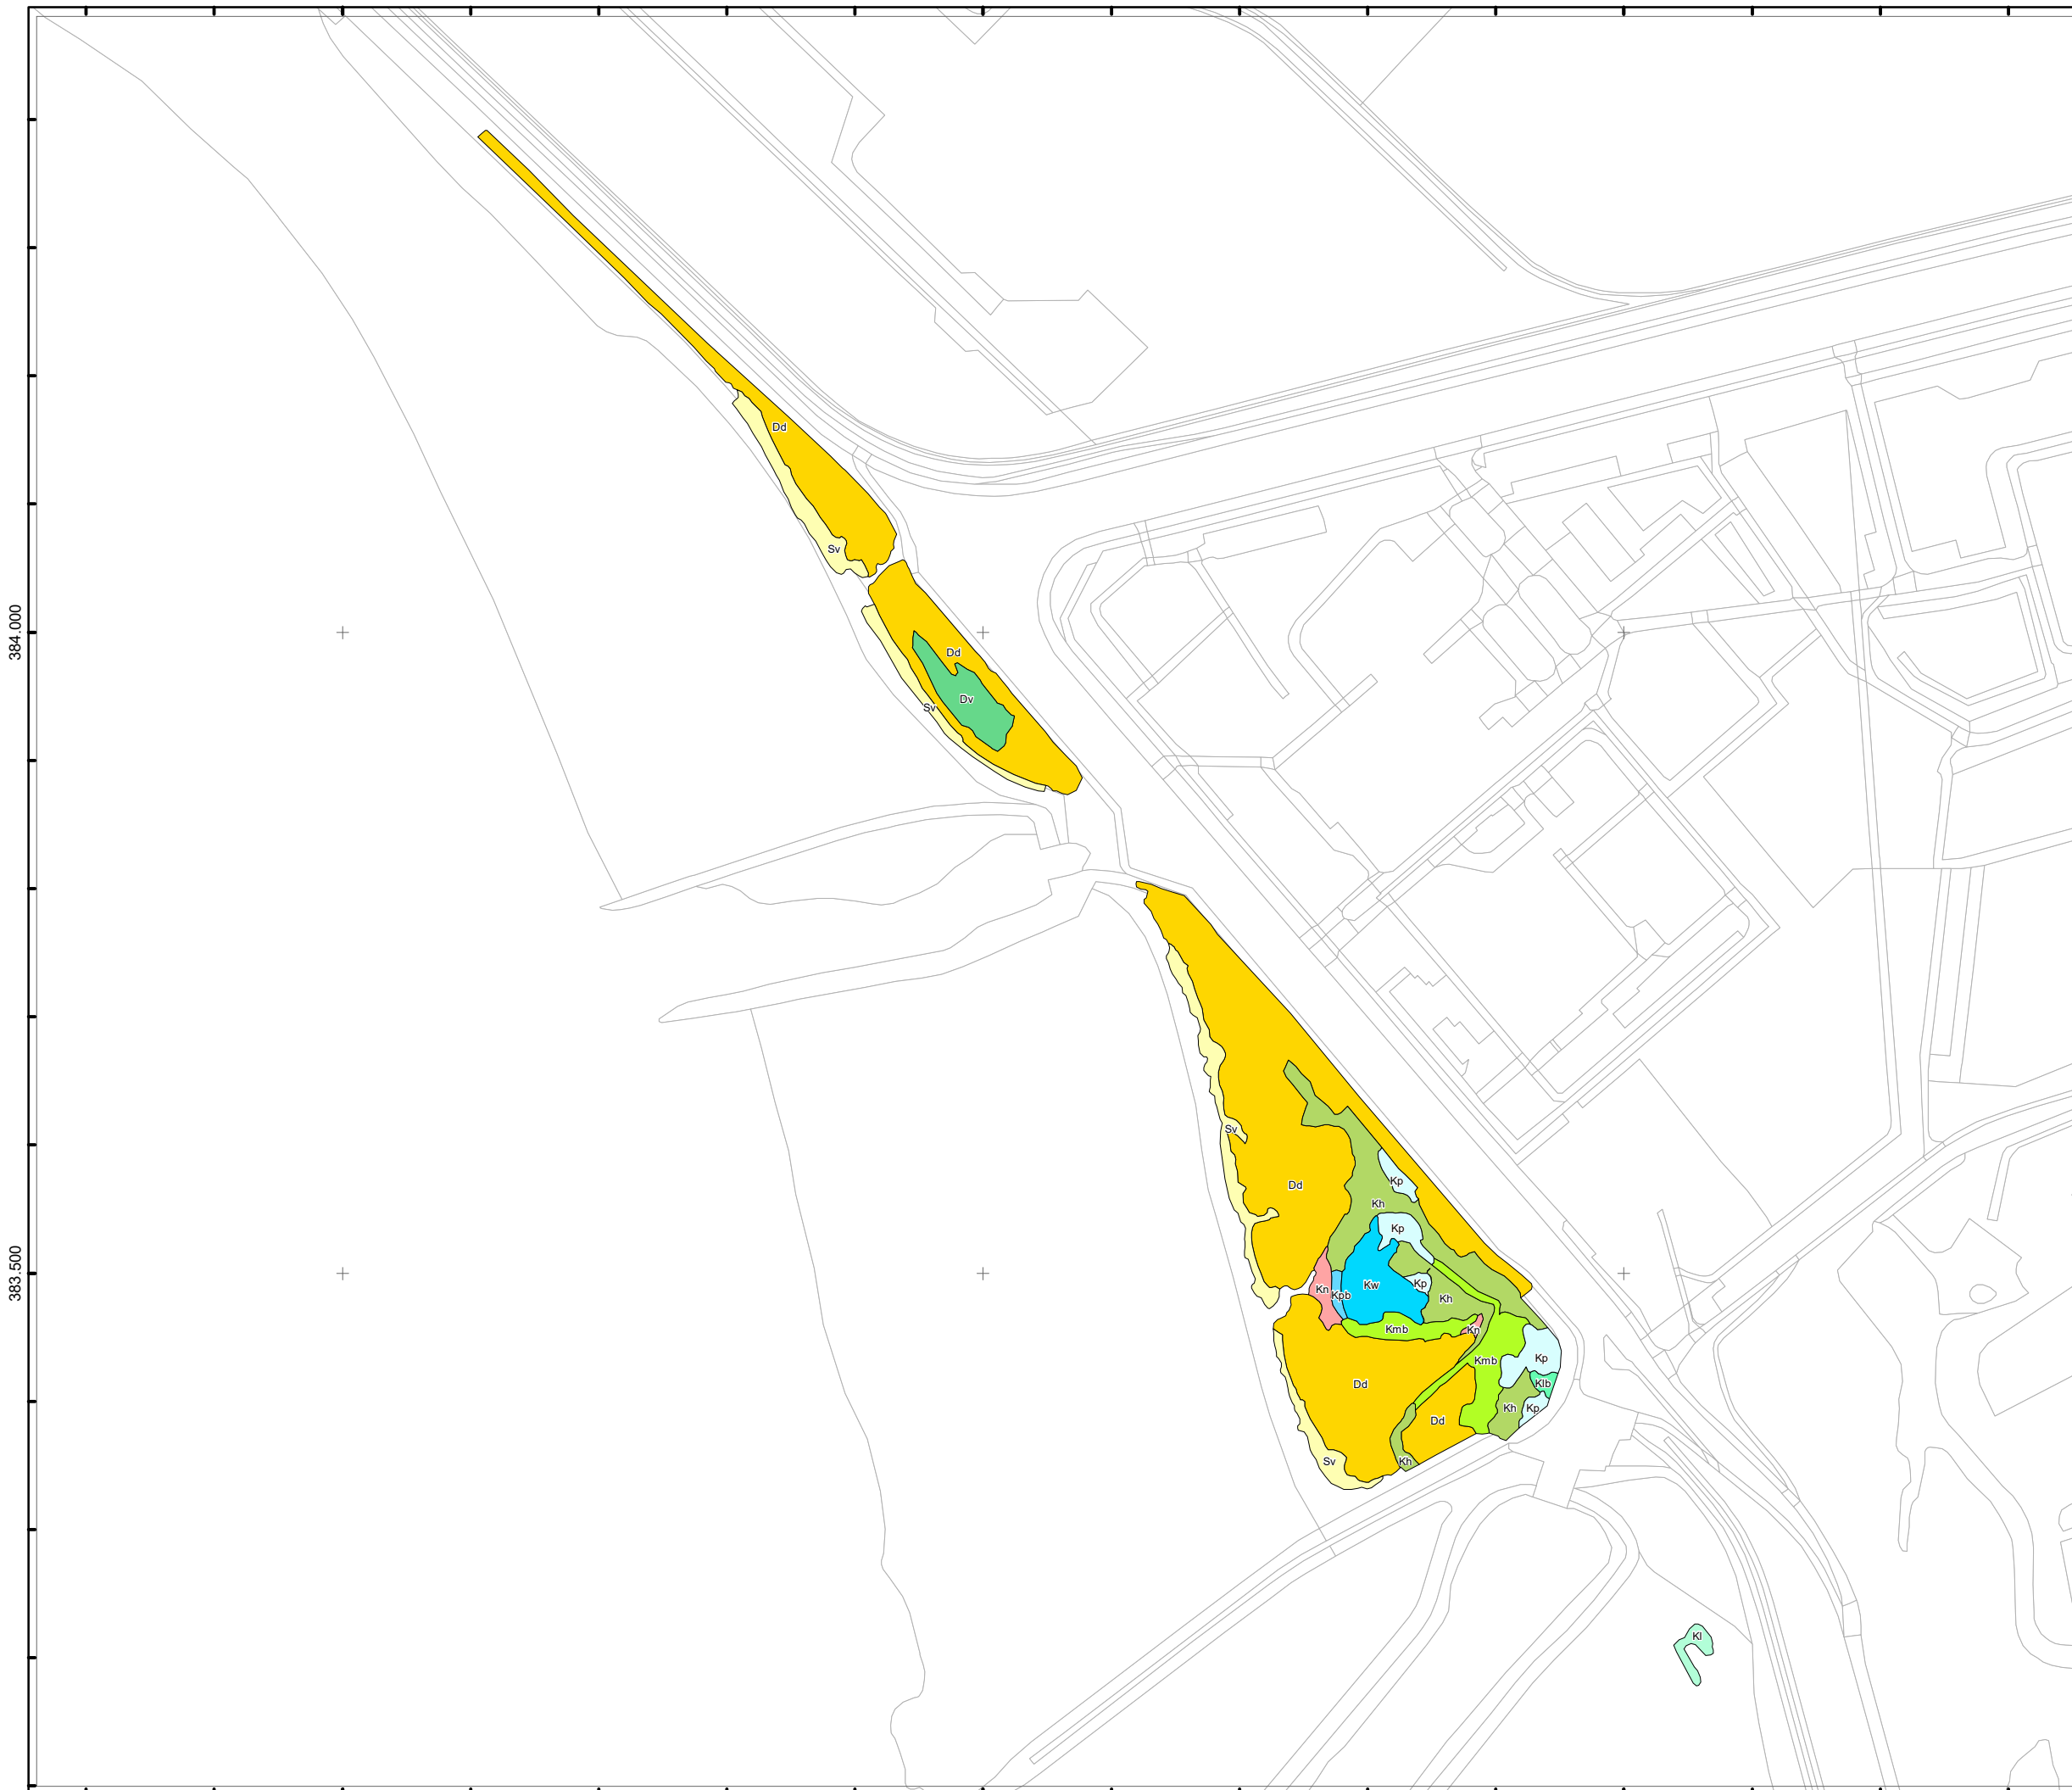 Dd
Sv
384.000
Dd
Dv
Sv
Sv
Kp
Dd
Kh
Kp
383.500
Kn
Kpb
Kw
Kp
Kh
Kmb
Kn
Kmb
Kp
Dd
Klb
Kh
Kp
Dd
Sv
Kh
Kl